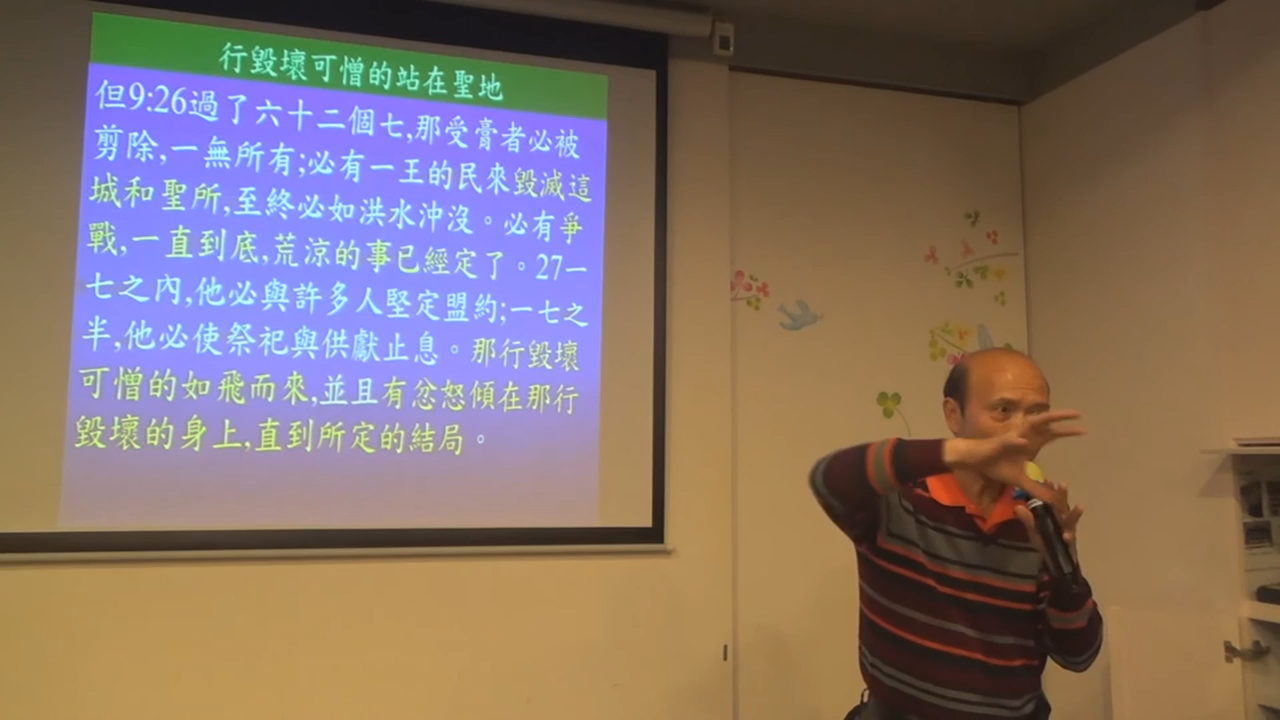 行毀壞可憎的站在聖地
但9:26過了六十二個七,那受膏者必被
剪除,一無所有;必有一王的民來毀滅這
城和聖所,至終必如洪水沖沒。必有爭
戰,一直到底,荒涼的事已經定了。27一
七之內,他必與許多人堅定盟約;一七之
半,他必使祭祀與供獻止息。那行毀壞
可憎的如飛而來,並且有忿怒傾在那行
毀壞的身上,直到所定的結局。